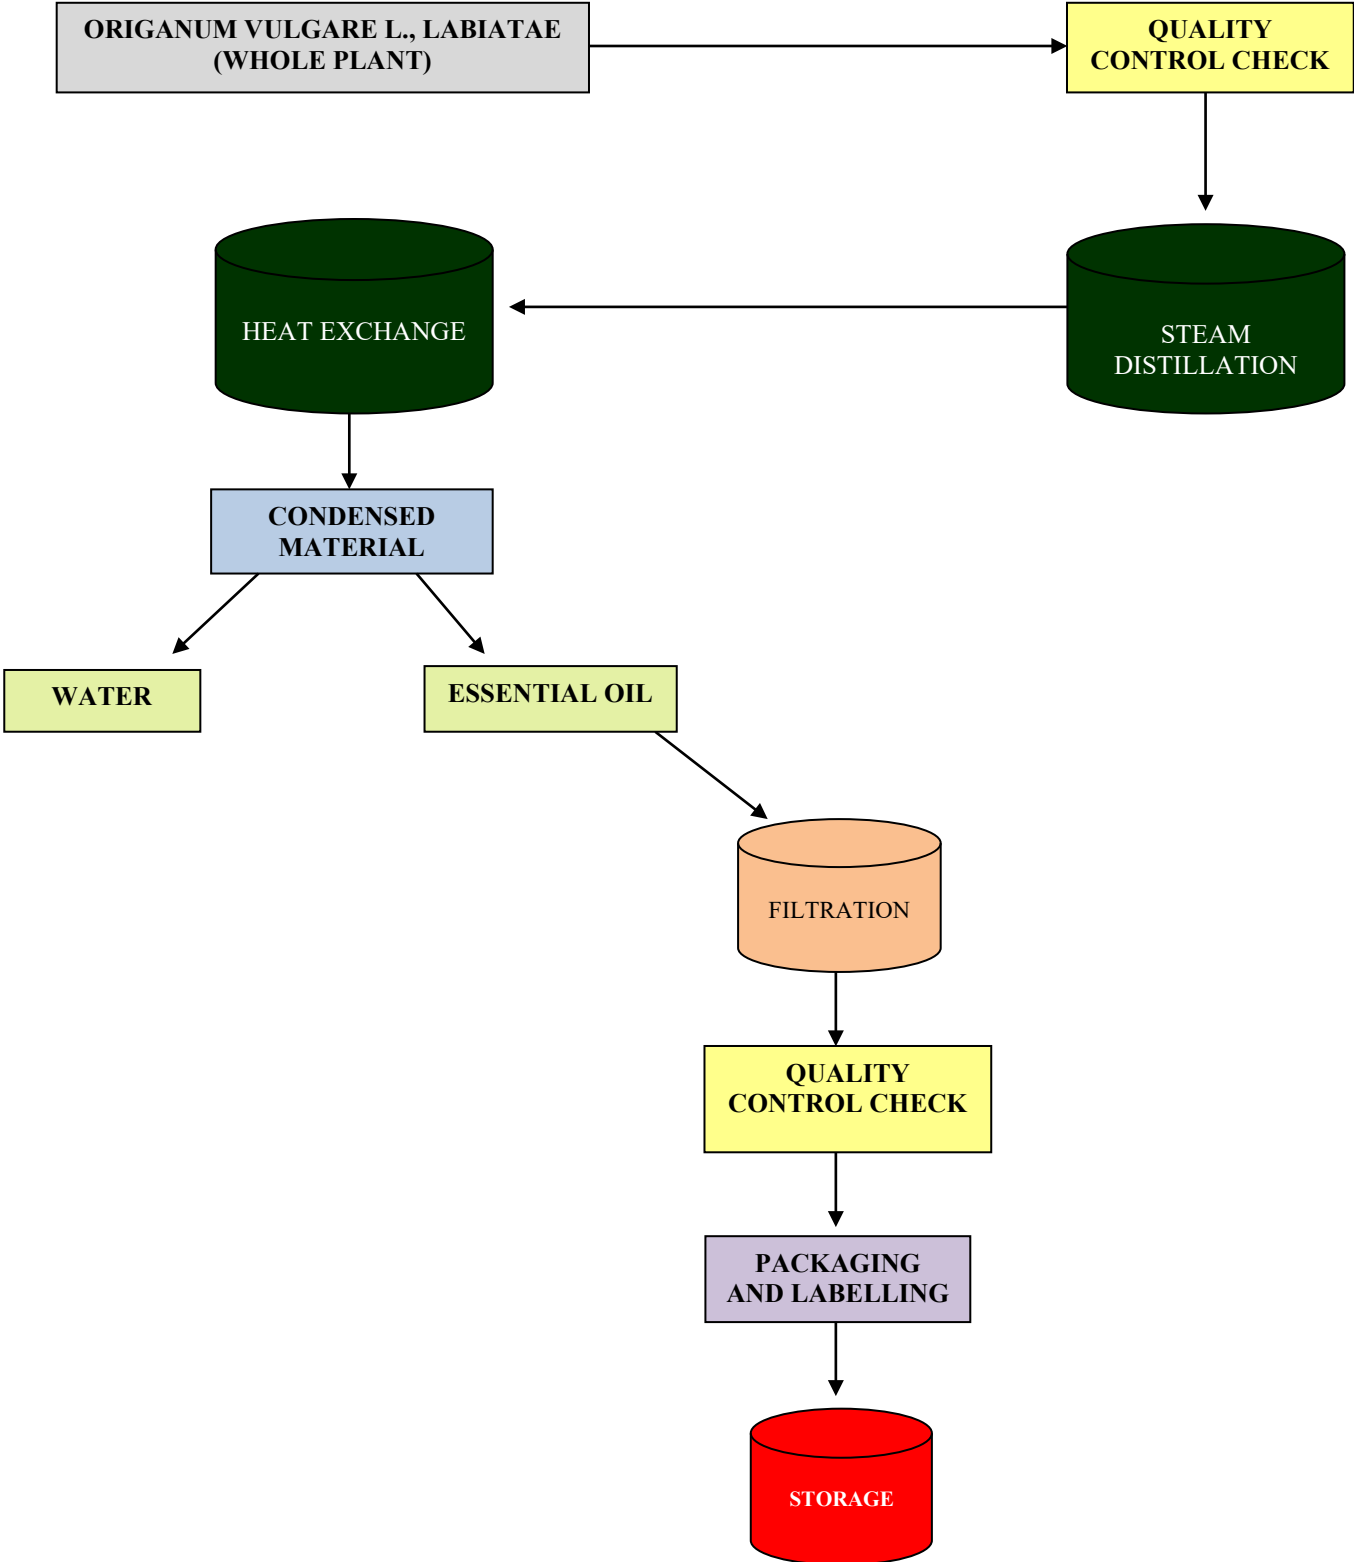 ORIGANUM VULGARE L., LABIATAE
(WHOLE PLANT)
QUALITY
CONTROL CHECK
HEAT EXCHANGE
STEAM
DISTILLATION
CONDENSED
MATERIAL
WATER
ESSENTIAL OIL
FILTRATION
QUALITY
CONTROL CHECK
PACKAGING
AND LABELLING
STORAGE